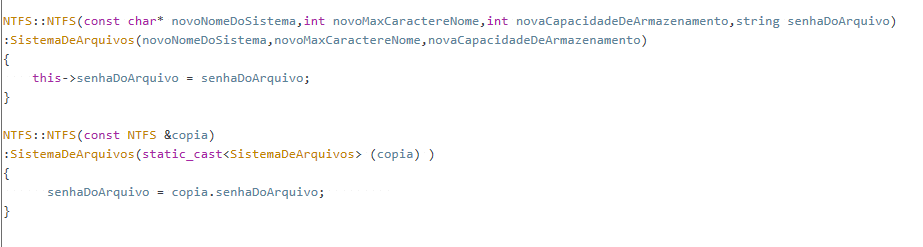 NTFS::NTFS(const char* novoNomeDoSistema,int novoMaxCaractereNome,int novaCapacidadeDeArmazenamento,string senhaDoArquivo)
:SistemaDeArquivos(novoNomeDoSistema,novoMaxCaractereNome,novaCapacidadeDeArmazenamento)
{
    this->senhaDoArquivo = senhaDoArquivo;
}

NTFS::NTFS(const NTFS &copia)
:SistemaDeArquivos(static_cast<SistemaDeArquivos> (copia) )
{
      senhaDoArquivo = copia.senhaDoArquivo;
}